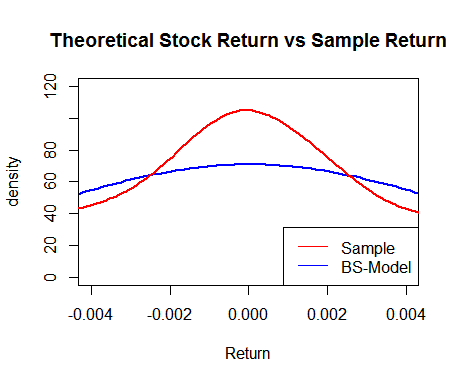 Theoretical Stock Return vs Sample Return
density
120
80
60
40
20
0
Sample
BS-Model
-0.004
-0.002
0.000
0.002
0.004
Return